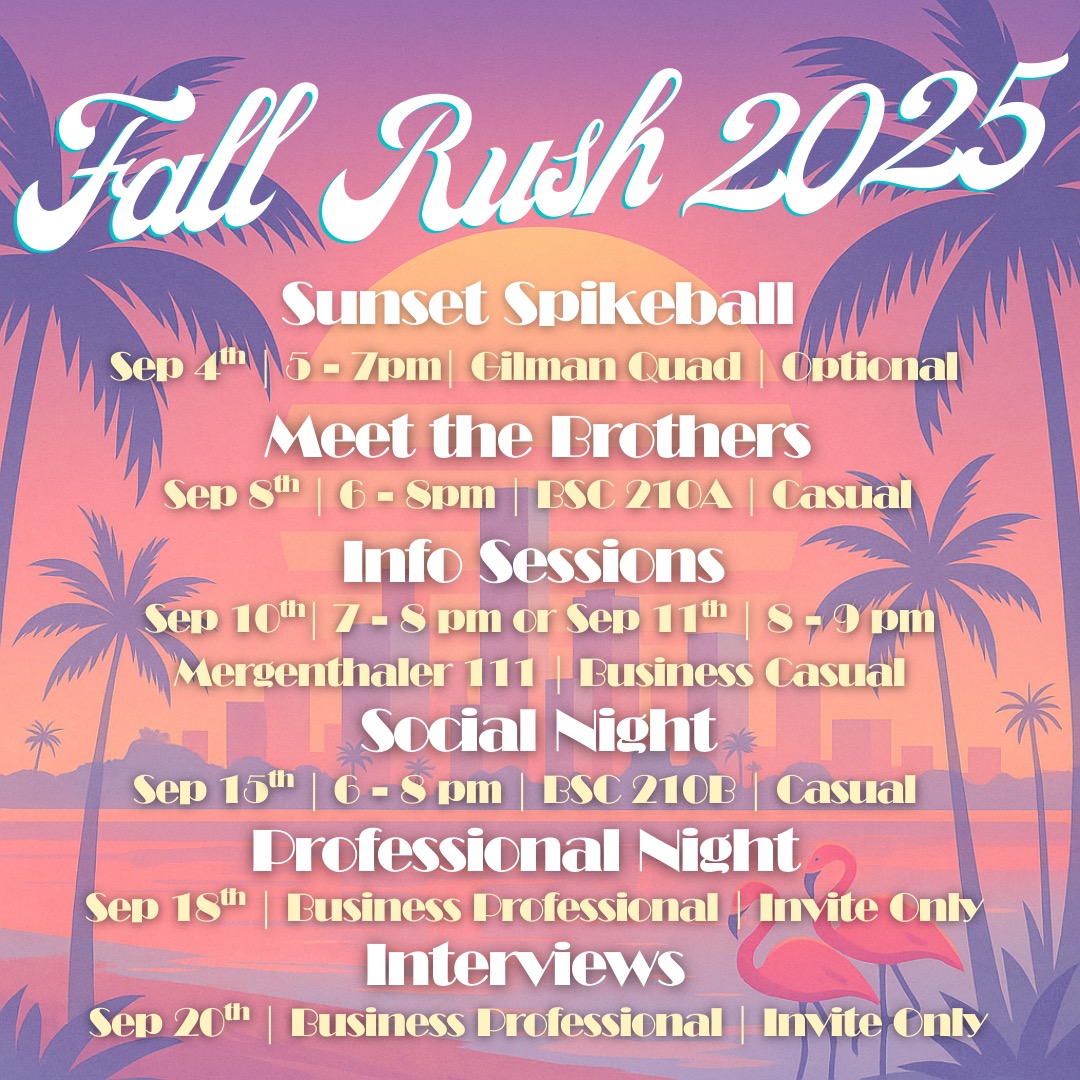 Fall Rush 2025
Sunset Spikeball
Sep 4th | 5 - 7pm| Gilman Quad | Optional
Meet the Brothers
Sep 8th | 6 - 8pm | BSC 210A | Casual
Info Sessions
Sep 10th| 7 - 8 pm or Sep 11th | 8 - 9 pm
Mergenthaler 111 | Business Casual
Social Night
Sep 15th | 6 - 8 pm | BSC 210B | Casual
Professional Night
Sep 18th | Business Professional | Invite Only
Interviews
Sep 20th | Business Professional | Invite Only